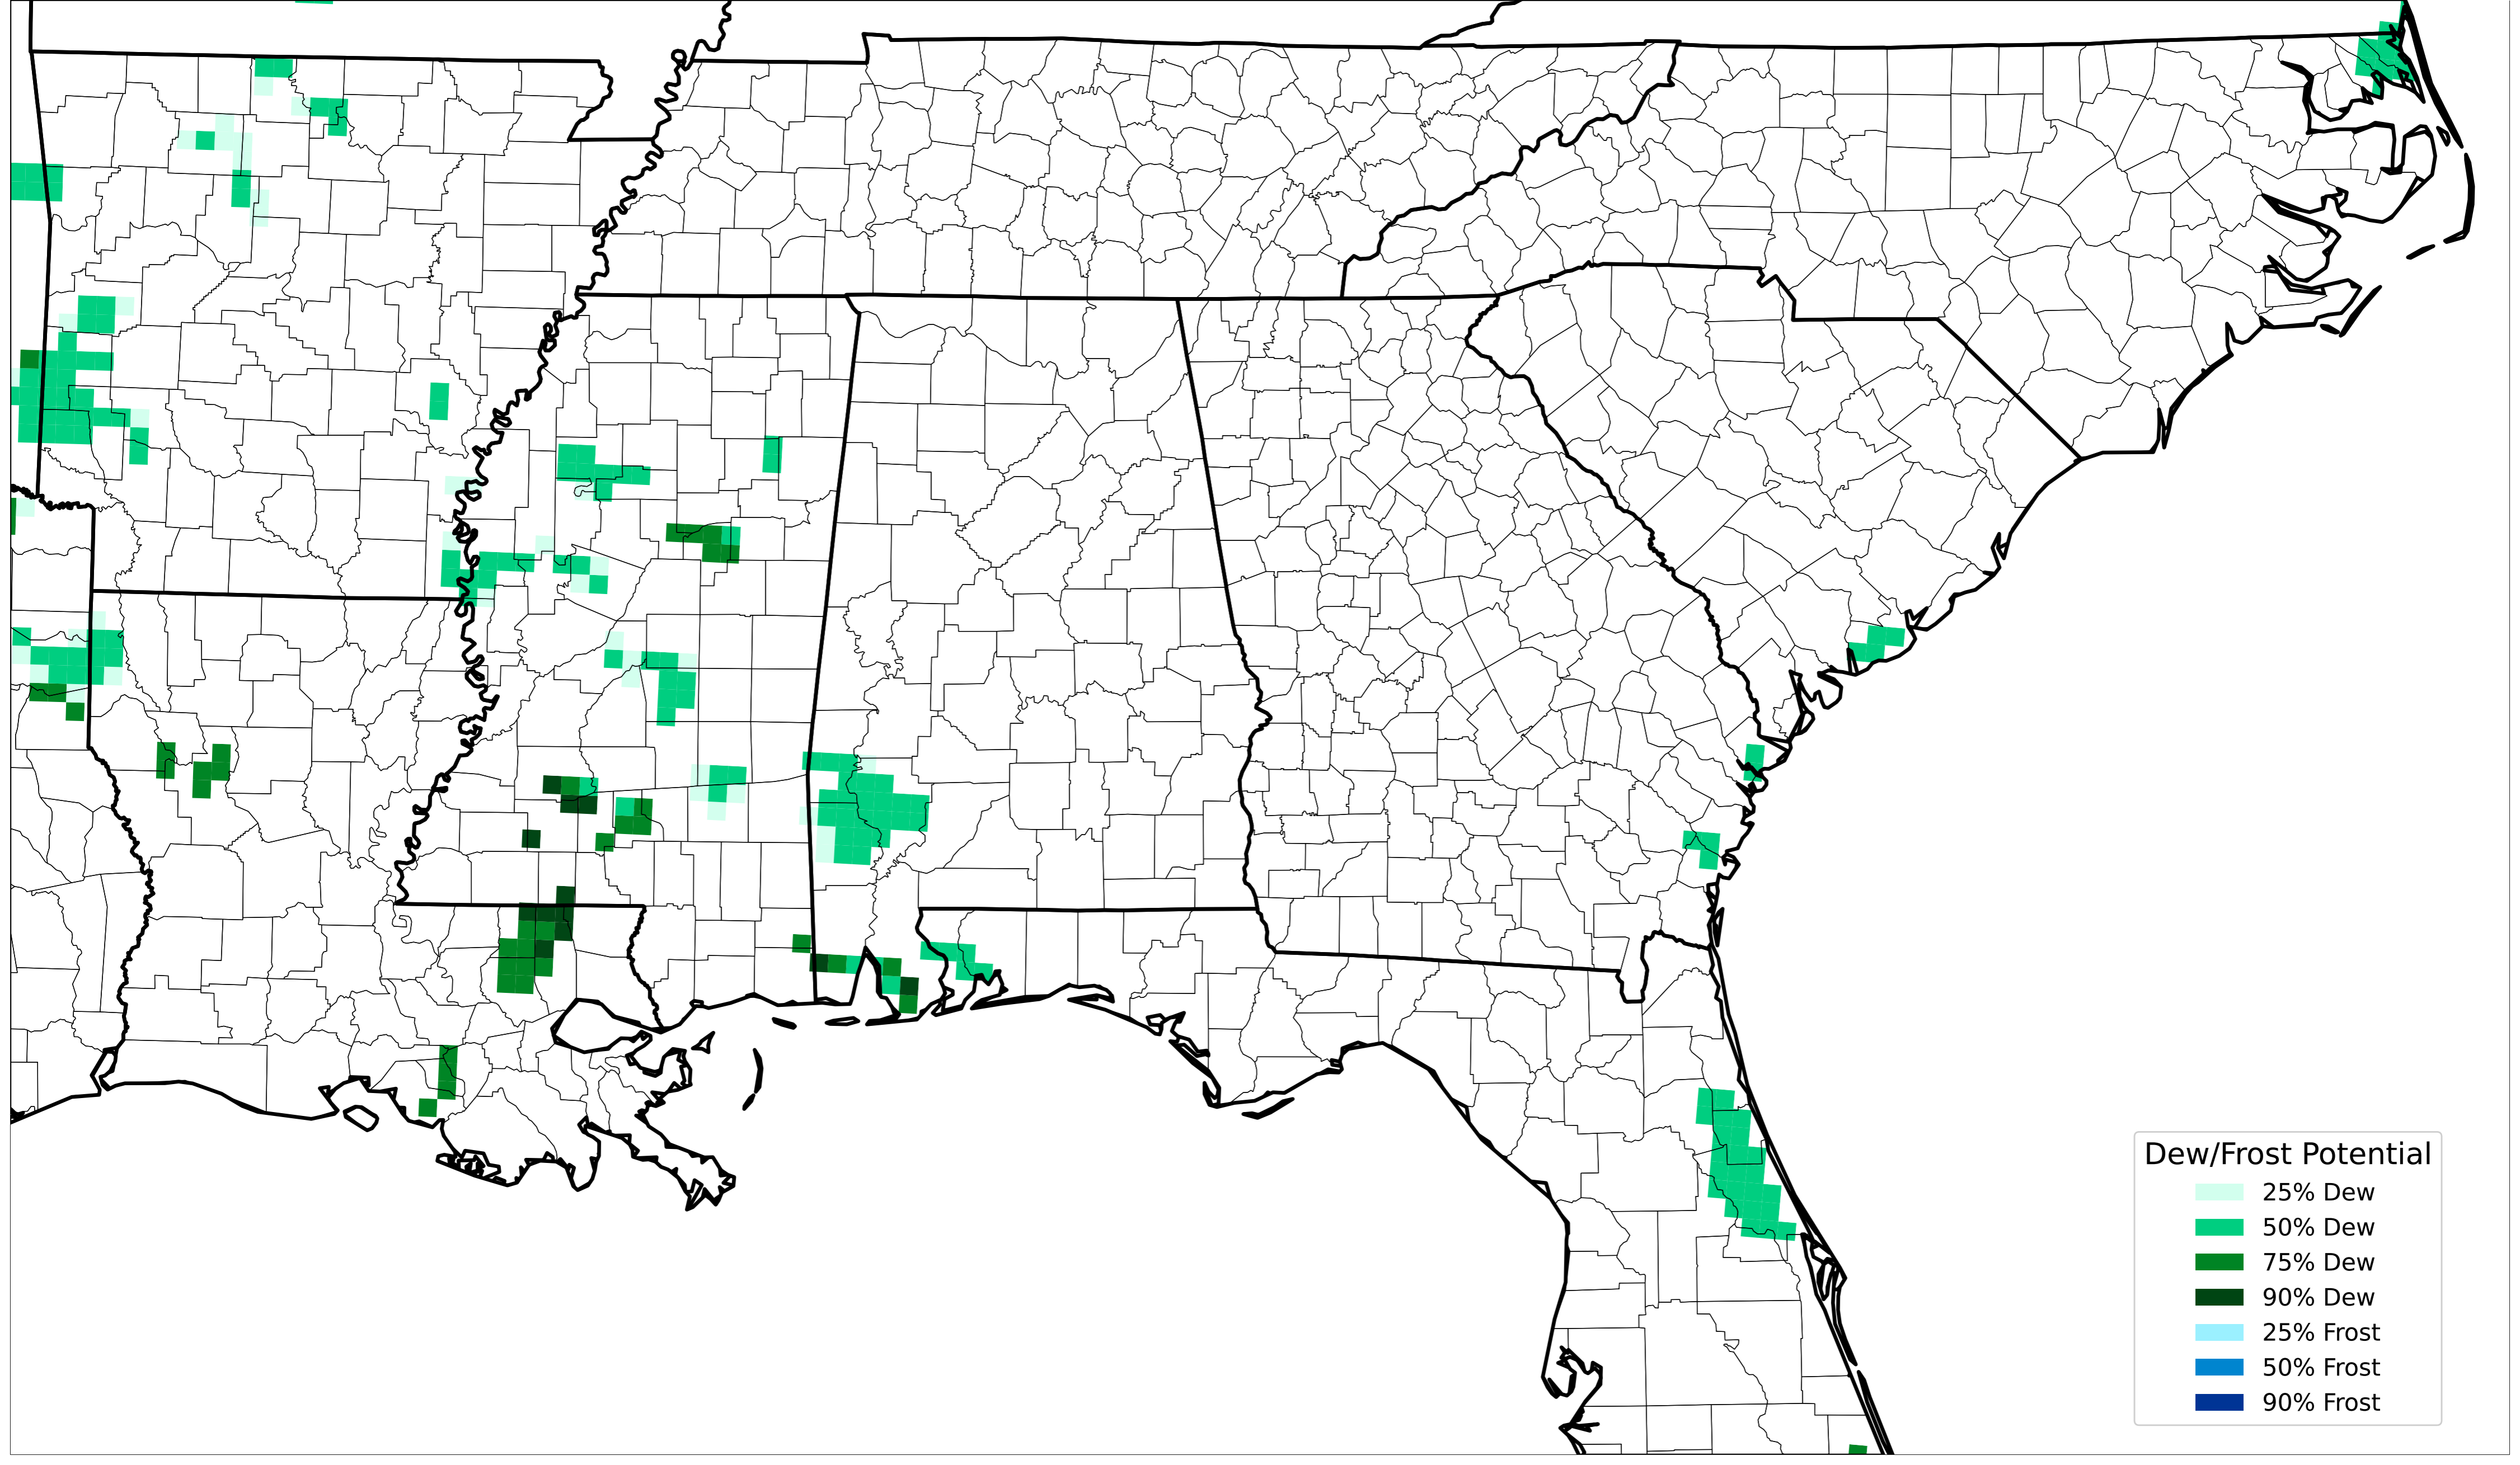 Dew/Frost Potential
25% Dew
50% Dew
75% Dew
90% Dew
25% Frost
50% Frost
90% Frost